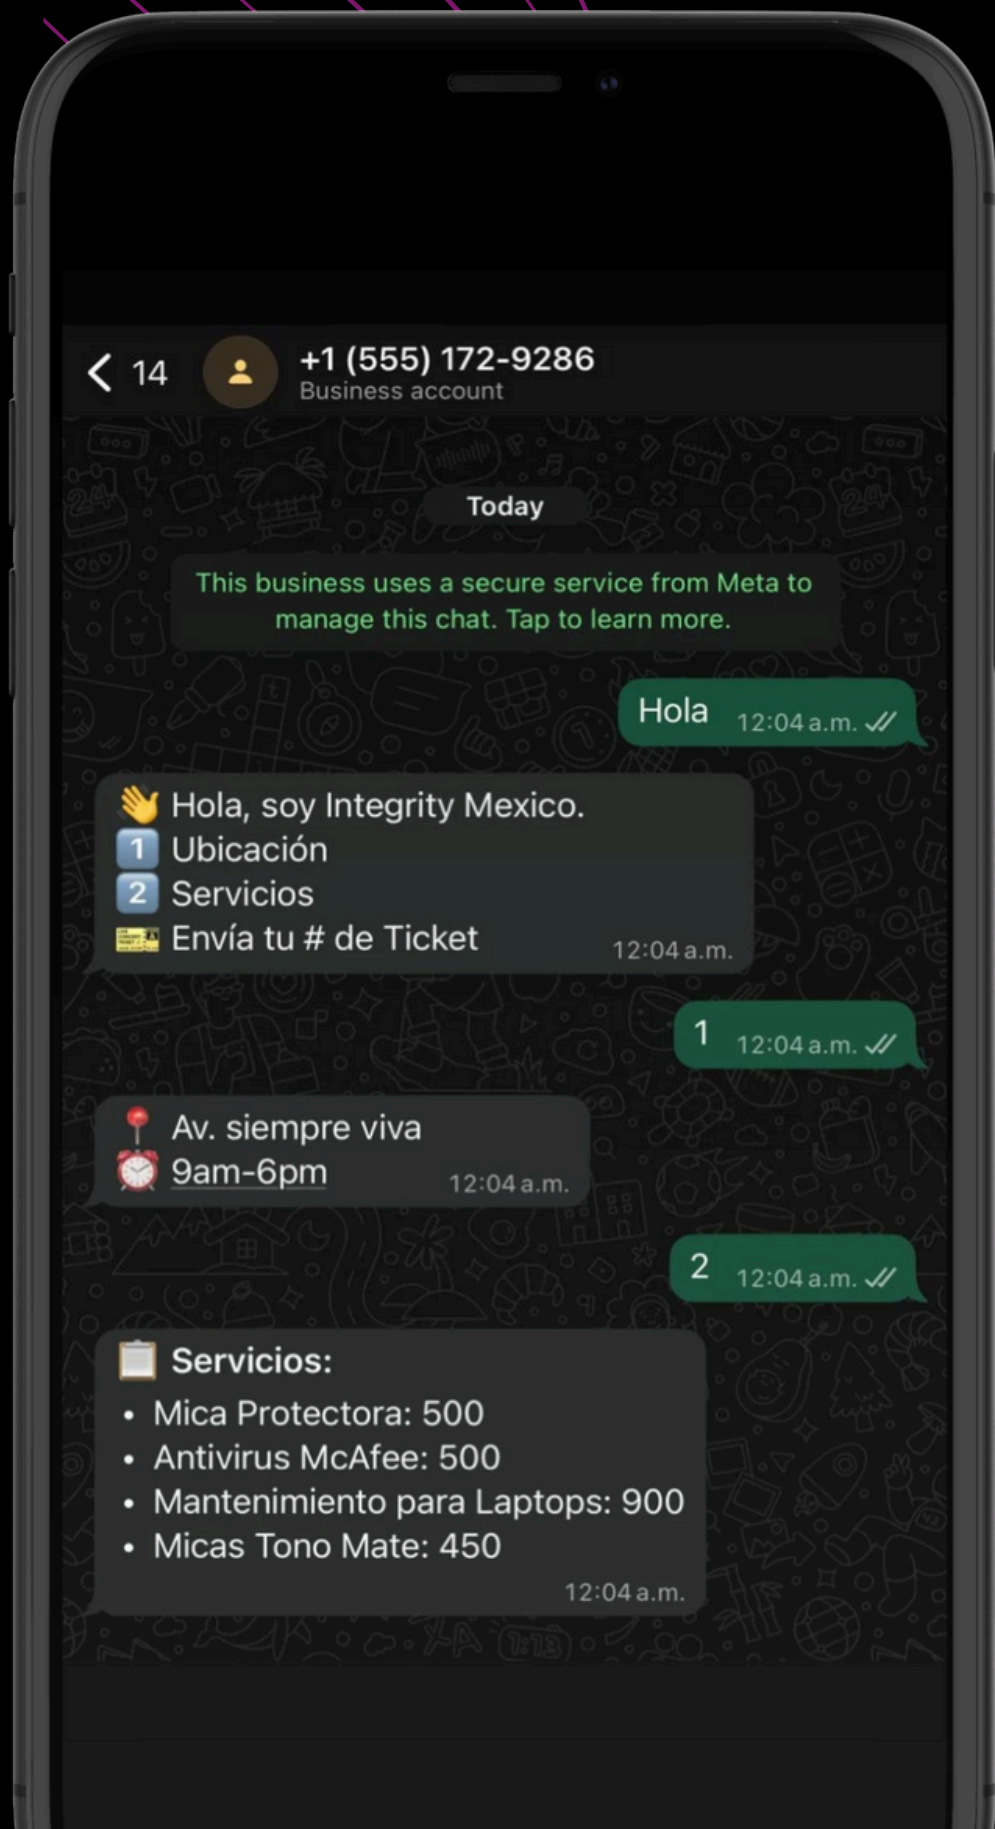 14
+1 (555) 172-9286
Business account
Today
This business uses a secure service from Meta to
manage this chat. Tap to learn more.
Hola 12:04 a.m.
👋 Hola, soy Integrity Mexico.
1️⃣ Ubicación
2️⃣ Servicios
🎫 Envía tu # de Ticket 12:04 a.m.
1 12:04 a.m.
📍 Av. siempre viva
⏰ 9am-6pm 12:04 a.m.
2 12:04 a.m.
📋 Servicios:
• Mica Protectora: 500
• Antivirus McAfee: 500
• Mantenimiento para Laptops: 900
• Micas Tono Mate: 450
12:04 a.m.